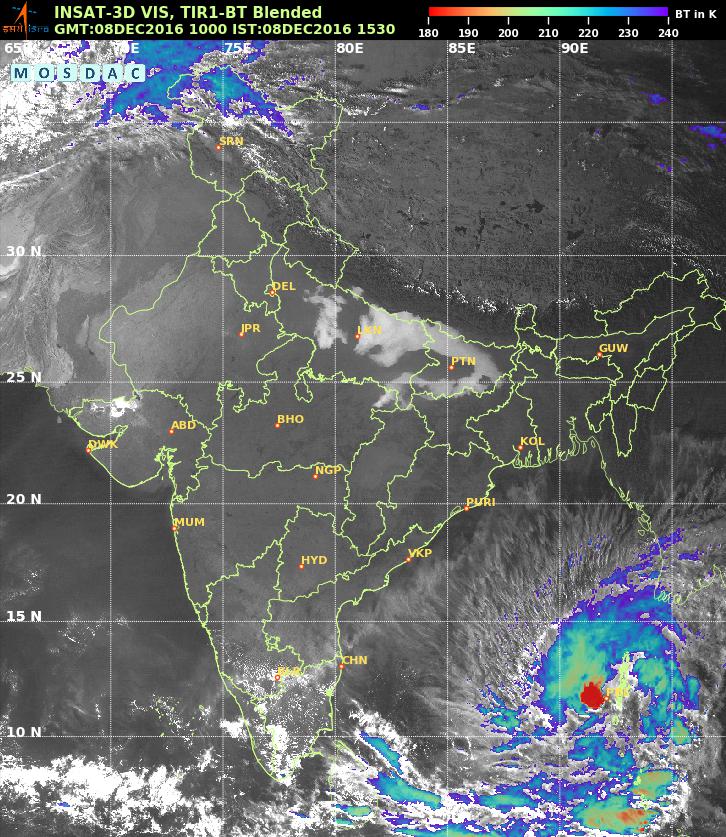 INSAT-3D VIS, TIR1-BT Blended
GMT:08DEC2016 1000 IST:08DEC2016 1530
BT in K
180 190 200 210 220 230 240
75E 80E 85E 90E
MOSDAC
SRN
30 N
DEL
JPR LKN
GUW
PTN
25 N
ABD BHO
DWK KOL
NGP
20 N PURI
MUM
VKP
HYD
15 N
CHN
10 N